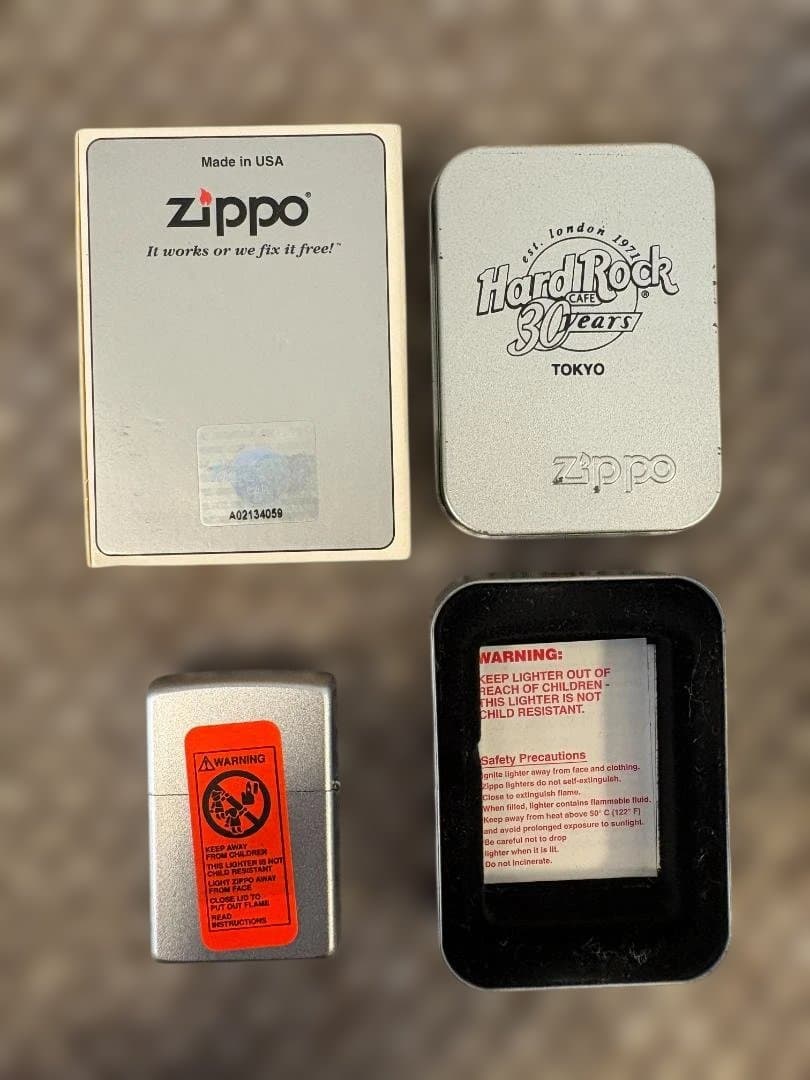 Made in USA
zippo®
It works or we fix it free!™
A02134059
est. london 1971
Hard Rock
CAFE
®
30 years
TOKYO
zippo
⚠WARNING
KEEP AWAY
FROM CHILDREN
THIS LIGHTER IS NOT
CHILD RESISTANT
LIGHT ZIPPO AWAY
FROM FACE
CLOSE LID TO
PUT OUT FLAME
READ
INSTRUCTIONS
WARNING:
KEEP LIGHTER OUT OF
REACH OF CHILDREN -
THIS LIGHTER IS NOT
CHILD RESISTANT.
Safety Precautions
Ignite lighter away from face and clothing.
Zippo lighters do not self-extinguish.
Close to extinguish flame.
When filled, lighter contains flammable fluid.
Keep away from heat above 50° C (122° F)
and avoid prolonged exposure to sunlight.
Be careful not to drop
lighter when it is lit.
Do not incinerate.